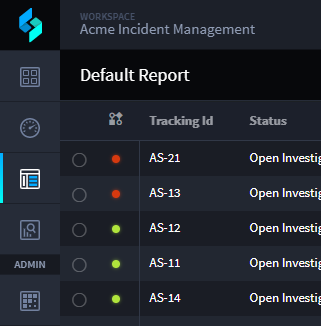 WORKSPACE
Acme Incident Management
Default Report
Tracking Id Status
AS-21 Open Investig
AS-13 Open Investig
AS-12 Open Investig
AS-11 Open Investig
ADMIN
AS-14 Open Investig